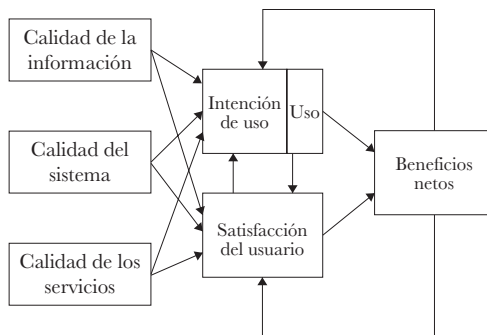 Calidad de la
información
Intención
de uso
Uso
Calidad del
sistema
Beneficios
netos
Satisfacción
del usuario
Calidad de los
servicios